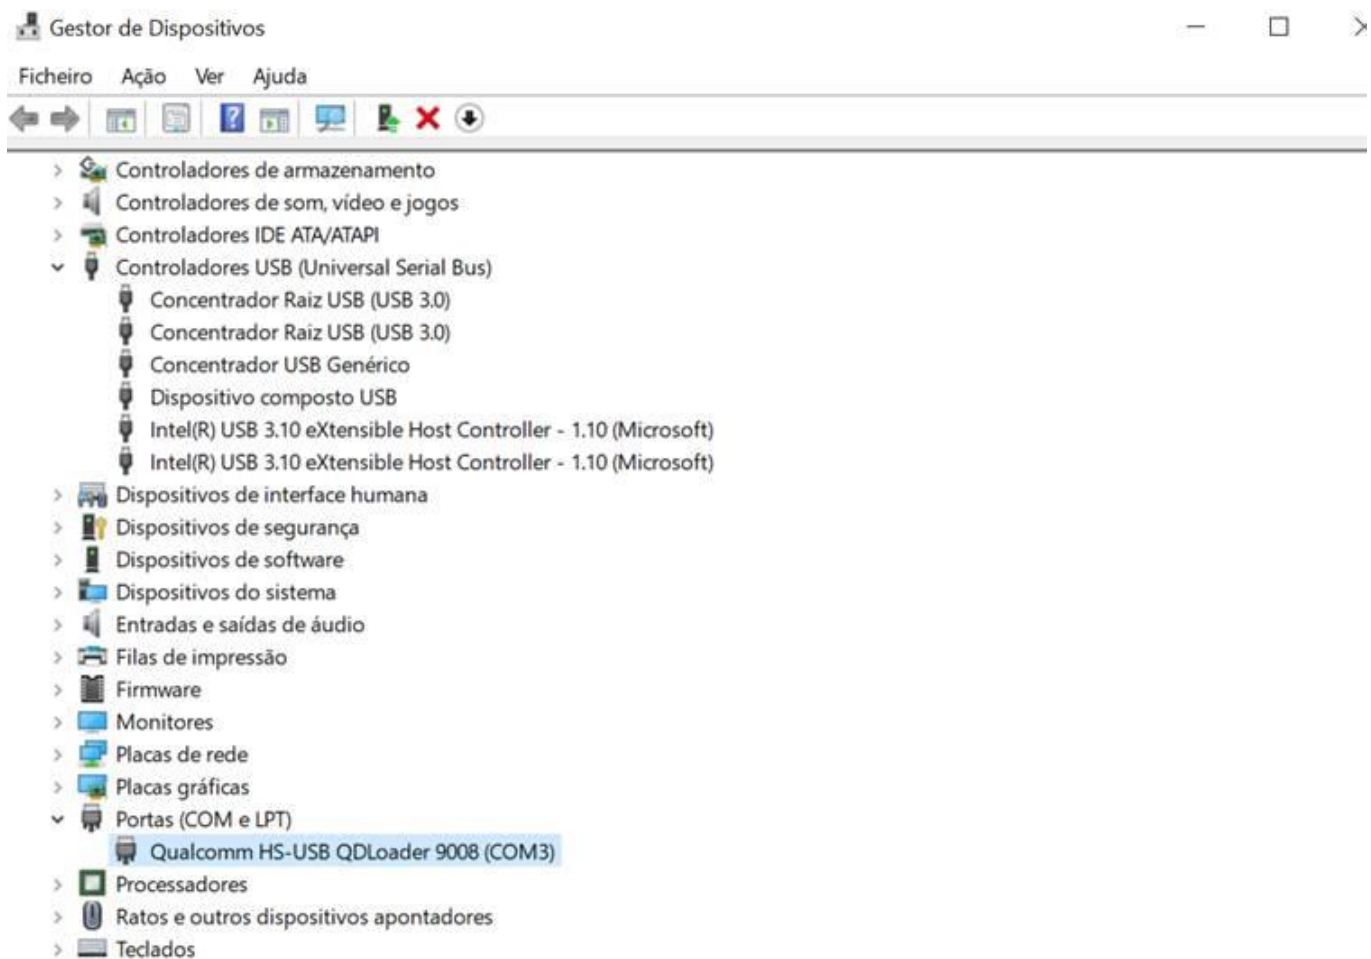 Gestor de Dispositivos
Ficheiro Ação Ver Ajuda
Controladores de armazenamento
Controladores de som, vídeo e jogos
Controladores IDE ATA/ATAPI
Controladores USB (Universal Serial Bus)
Concentrador Raiz USB (USB 3.0)
Concentrador Raiz USB (USB 3.0)
Concentrador USB Genérico
Dispositivo composto USB
Intel(R) USB 3.10 eXtensible Host Controller - 1.10 (Microsoft)
Intel(R) USB 3.10 eXtensible Host Controller - 1.10 (Microsoft)
Dispositivos de interface humana
Dispositivos de segurança
Dispositivos de software
Dispositivos do sistema
Entradas e saídas de áudio
Filas de impressão
Firmware
Monitores
Placas de rede
Placas gráficas
Portas (COM e LPT)
Qualcomm HS-USB QDLoader 9008 (COM3)
Processadores
Ratos e outros dispositivos apontadores
Teclados